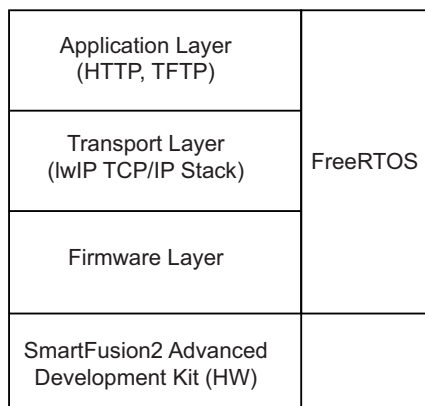 Application Layer
(HTTP, TFTP)
Transport Layer
(lwIP TCP/IP Stack)
FreeRTOS
Firmware Layer
SmartFusion2 Advanced
Development Kit (HW)